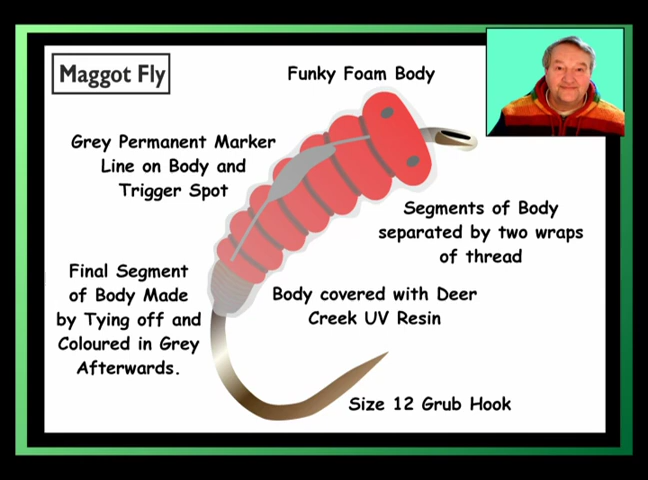 Maggot Fly
Funky Foam Body
Grey Permanent Marker
Line on Body and
Trigger Spot
Segments of Body
separated by two wraps
of thread
Final Segment
of Body Made
by Tying off and
Coloured in Grey
Afterwards.
Body covered with Deer
Creek UV Resin
Size 12 Grub Hook